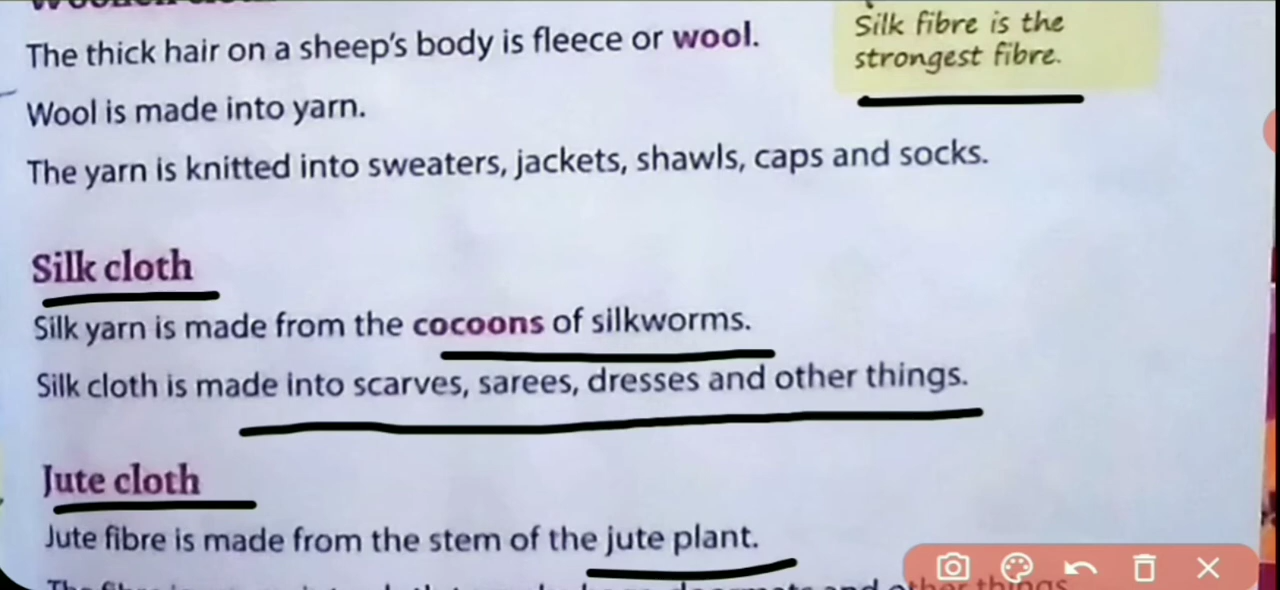 The thick hair on a sheep's body is fleece or wool.
Silk fibre is the
strongest fibre.
Wool is made into yarn.
The yarn is knitted into sweaters, jackets, shawls, caps and socks.
Silk cloth
Silk yarn is made from the cocoons of silkworms.
Silk cloth is made into scarves, sarees, dresses and other things.
Jute cloth
Jute fibre is made from the stem of the jute plant.
and other things